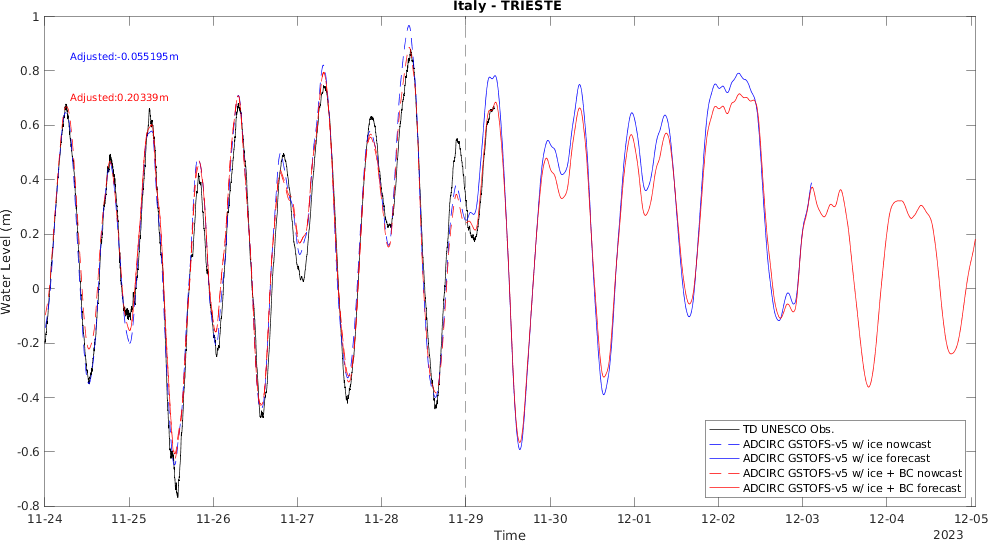 Italy - TRIESTE
Adjusted:-0.055195m
Adjusted:0.20339m
Water Level (m)
1
0.8
0.6
0.4
0.2
0
-0.2
-0.4
-0.6
-0.8
TD UNESCO Obs.
ADCIRC GSTOFS-v5 w/ ice nowcast
ADCIRC GSTOFS-v5 w/ ice forecast
ADCIRC GSTOFS-v5 w/ice + BC nowcast
ADCIRC GSTOFS-v5 w/ice + BC forecast
11-24 11-25 11-26 11-27 11-28 11-29 11-30 12-01 12-02 12-03 12-04 12-05
Time
2023